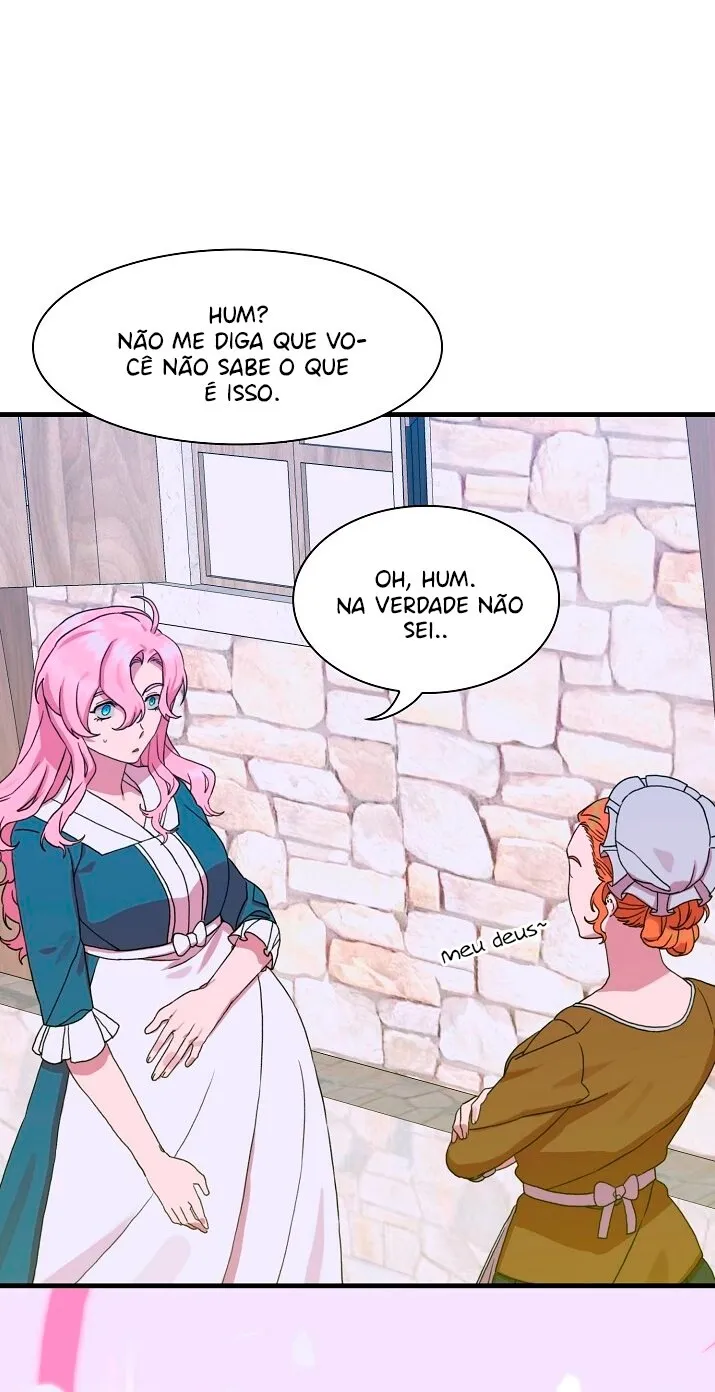 HUM?
NÃO ME DIGA QUE VO-
CÊ NÃO SABE O QUE
É ISSO.
OH, HUM.
NA VERDADE NÃO
SEI..
meu deus~